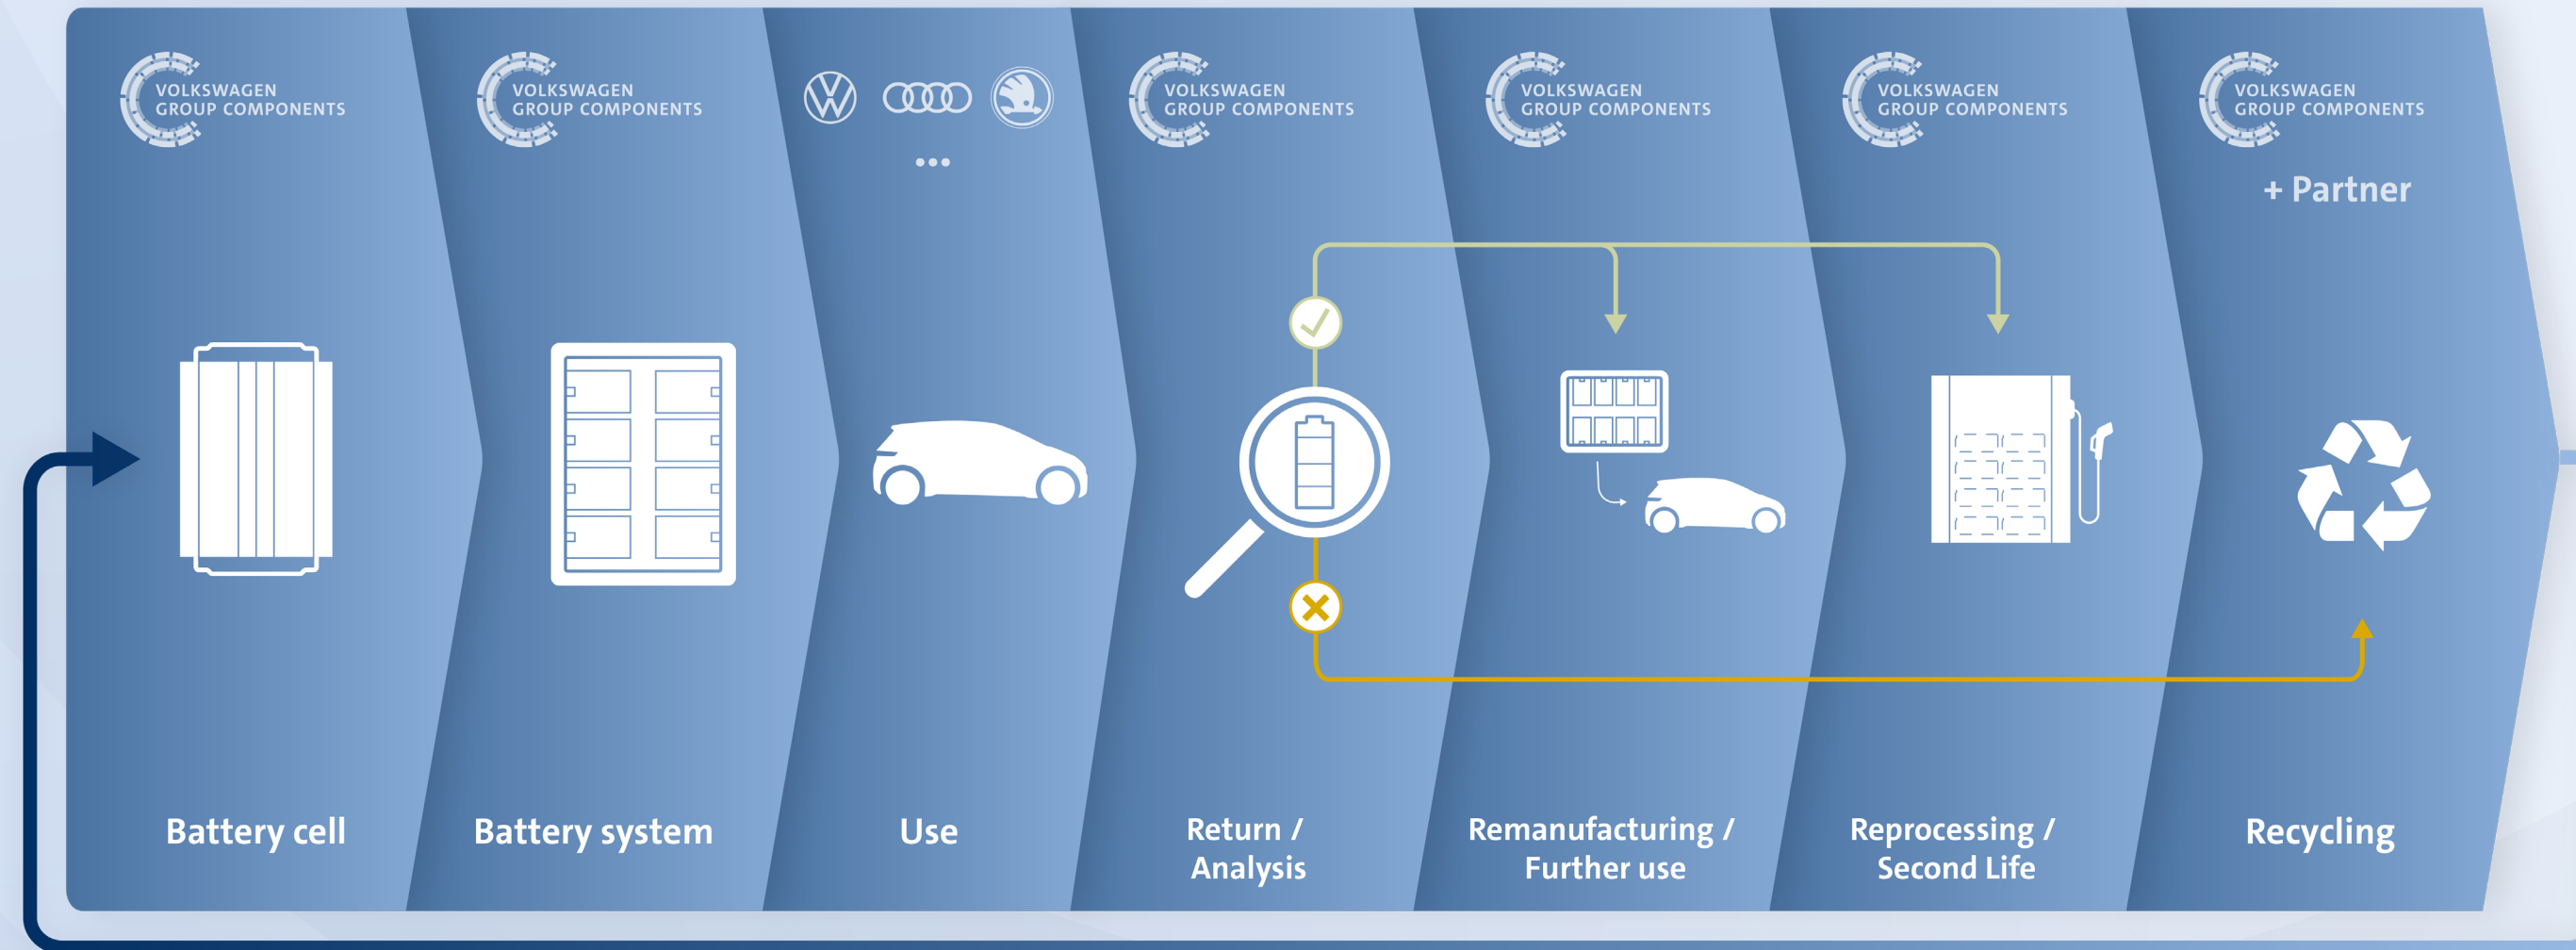 VOLKSWAGEN
GROUP COMPONENTS
VOLKSWAGEN
GROUP COMPONENTS
...
VOLKSWAGEN
GROUP COMPONENTS
VOLKSWAGEN
GROUP COMPONENTS
VOLKSWAGEN
GROUP COMPONENTS
VOLKSWAGEN
GROUP COMPONENTS
+ Partner
Battery cell
Battery system
Use
Return /
Analysis
Remanufacturing /
Further use
Reprocessing /
Second Life
Recycling